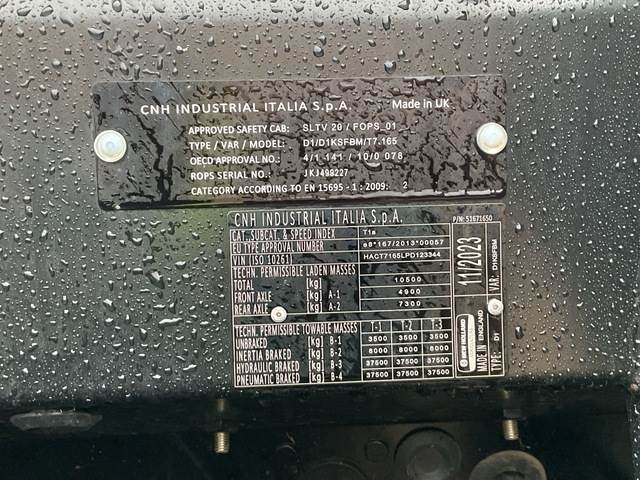 CNH INDUSTRIAL ITALIA S.p.A. Made in UK
APPROVED SAFETY CAB: SLTV 20 / FOPS_01
TYPE / VAR / MODEL: D1/D1KSFBM/T7.165
OECD APPROVAL NO.: 4/1 141 / 10/0 076
ROPS SERIAL NO.: JKJ498227
CATEGORY ACCORDING TO EN 15695 - 1 : 2009: 2
CNH INDUSTRIAL ITALIA S.p.A. P/N: 51671650
CAT., SUBCAT. & SPEED INDEX T1a
EU TYPE APPROVAL NUMBER e8*167/2013*00057
VIN (ISO 10261) HACT7165LPD123344
TECHN. PERMISSIBLE LADEN MASSES
TOTAL [kg] 10500
FRONT AXLE [kg] A-1 4900
REAR AXLE [kg] A-2 7300
TECHN. PERMISSIBLE TOWABLE MASSES T-1 T-2 T-3
UNBRAKED [kg] B-1 3500 3500 3500
INERTIA BRAKED [kg] B-2 8000 8000 8000
HYDRAULIC BRAKED [kg] B-3 37500 37500 37500
PNEUMATIC BRAKED [kg] B-4 37500 37500 37500
11/2023
VAR: D1KSFBM
NEW HOLLAND
MADE IN ENGLAND
TYPE: D1